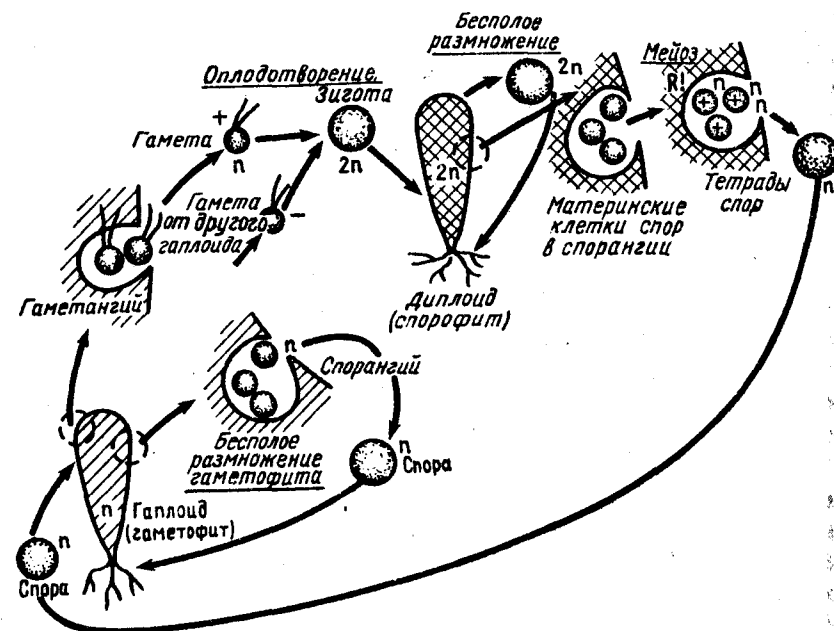 Бесполое
размножение
2n
Мейоз
R!
n
n
n
n
Оплодотворение
Зигота
2n
+
Гамета
n
Гамета
от другого
гаплоида
–
2n
Материнские
клетки спор
в спорангии
Тетрады
спор
n
Гаметангий
Диплоид
(спорофит)
n
Спорангий
Бесполое
размножение
гаметофита
n
Спора
n
Гаплоид
(гаметофит)
n
Спора